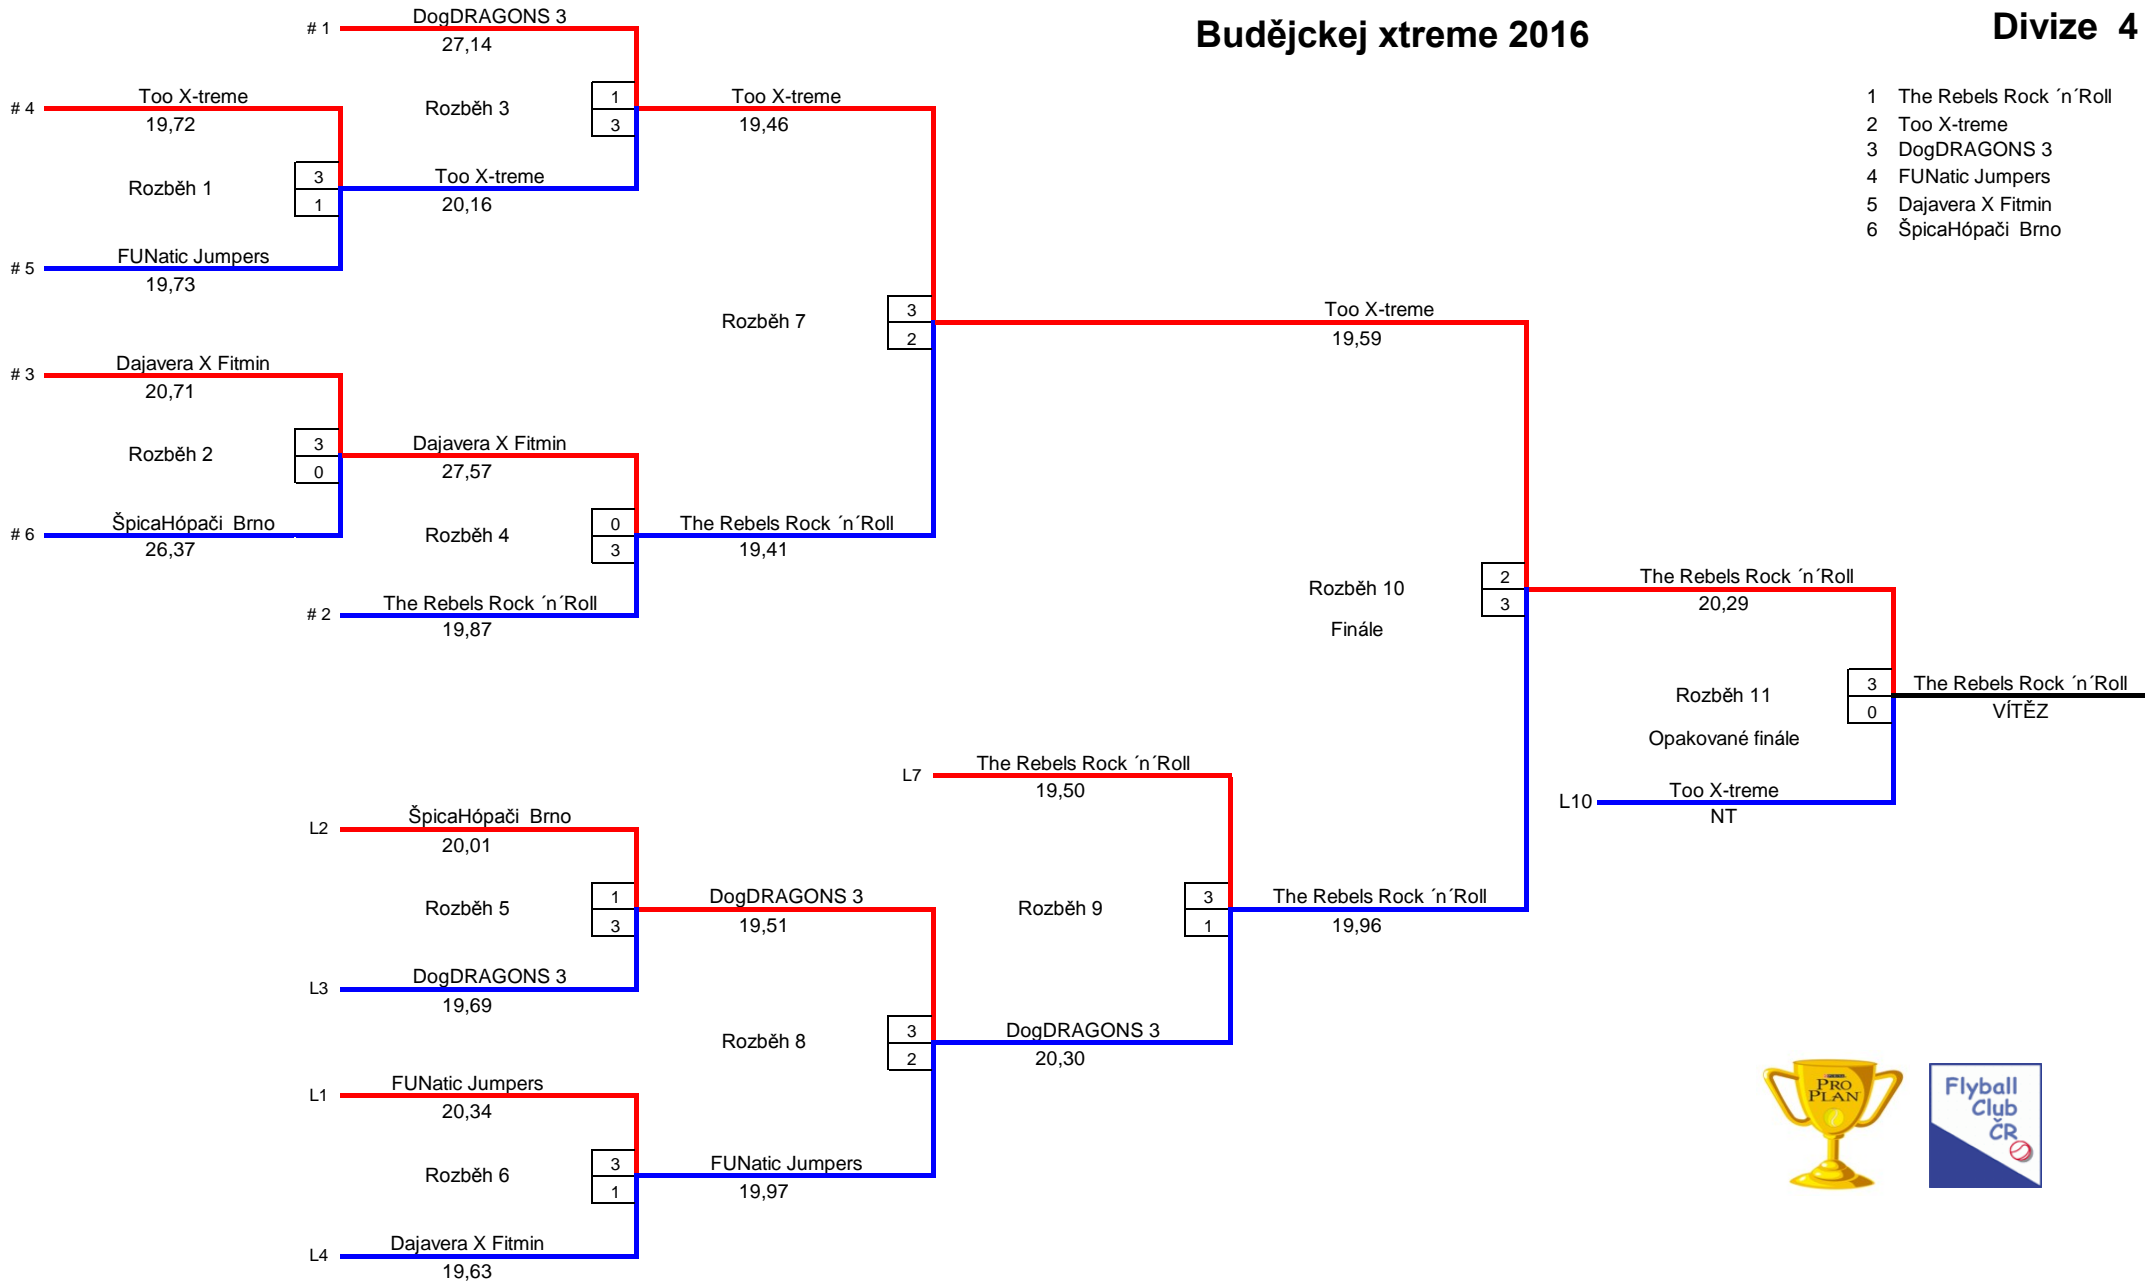 Budějckej xtreme 2016
Divize 4
# 1
DogDRAGONS 3
27,14
# 4
Too X-treme
19,72
Rozběh 3
1
3
Too X-treme
19,46
Rozběh 1
3
1
Too X-treme
20,16
# 5
FUNatic Jumpers
19,73
1 The Rebels Rock ´n´Roll
2 Too X-treme
3 DogDRAGONS 3
4 FUNatic Jumpers
5 Dajavera X Fitmin
6 ŠpicaHópači Brno
Rozběh 7
3
2
Too X-treme
19,59
# 3
Dajavera X Fitmin
20,71
Rozběh 2
3
0
Dajavera X Fitmin
27,57
# 6
ŠpicaHópači Brno
26,37
Rozběh 4
0
3
The Rebels Rock ´n´Roll
19,41
# 2
The Rebels Rock ´n´Roll
19,87
Rozběh 10
Finále
2
3
The Rebels Rock ´n´Roll
20,29
Rozběh 11
Opakované finále
3
0
The Rebels Rock ´n´Roll
VÍTĚZ
L10
Too X-treme
NT
L7
The Rebels Rock ´n´Roll
19,50
L2
ŠpicaHópači Brno
20,01
Rozběh 5
1
3
DogDRAGONS 3
19,51
Rozběh 9
3
1
The Rebels Rock ´n´Roll
19,96
L3
DogDRAGONS 3
19,69
Rozběh 8
3
2
DogDRAGONS 3
20,30
L1
FUNatic Jumpers
20,34
Rozběh 6
3
1
FUNatic Jumpers
19,97
L4
Dajavera X Fitmin
19,63
PRO
PLAN
Flyball
Club
ČR